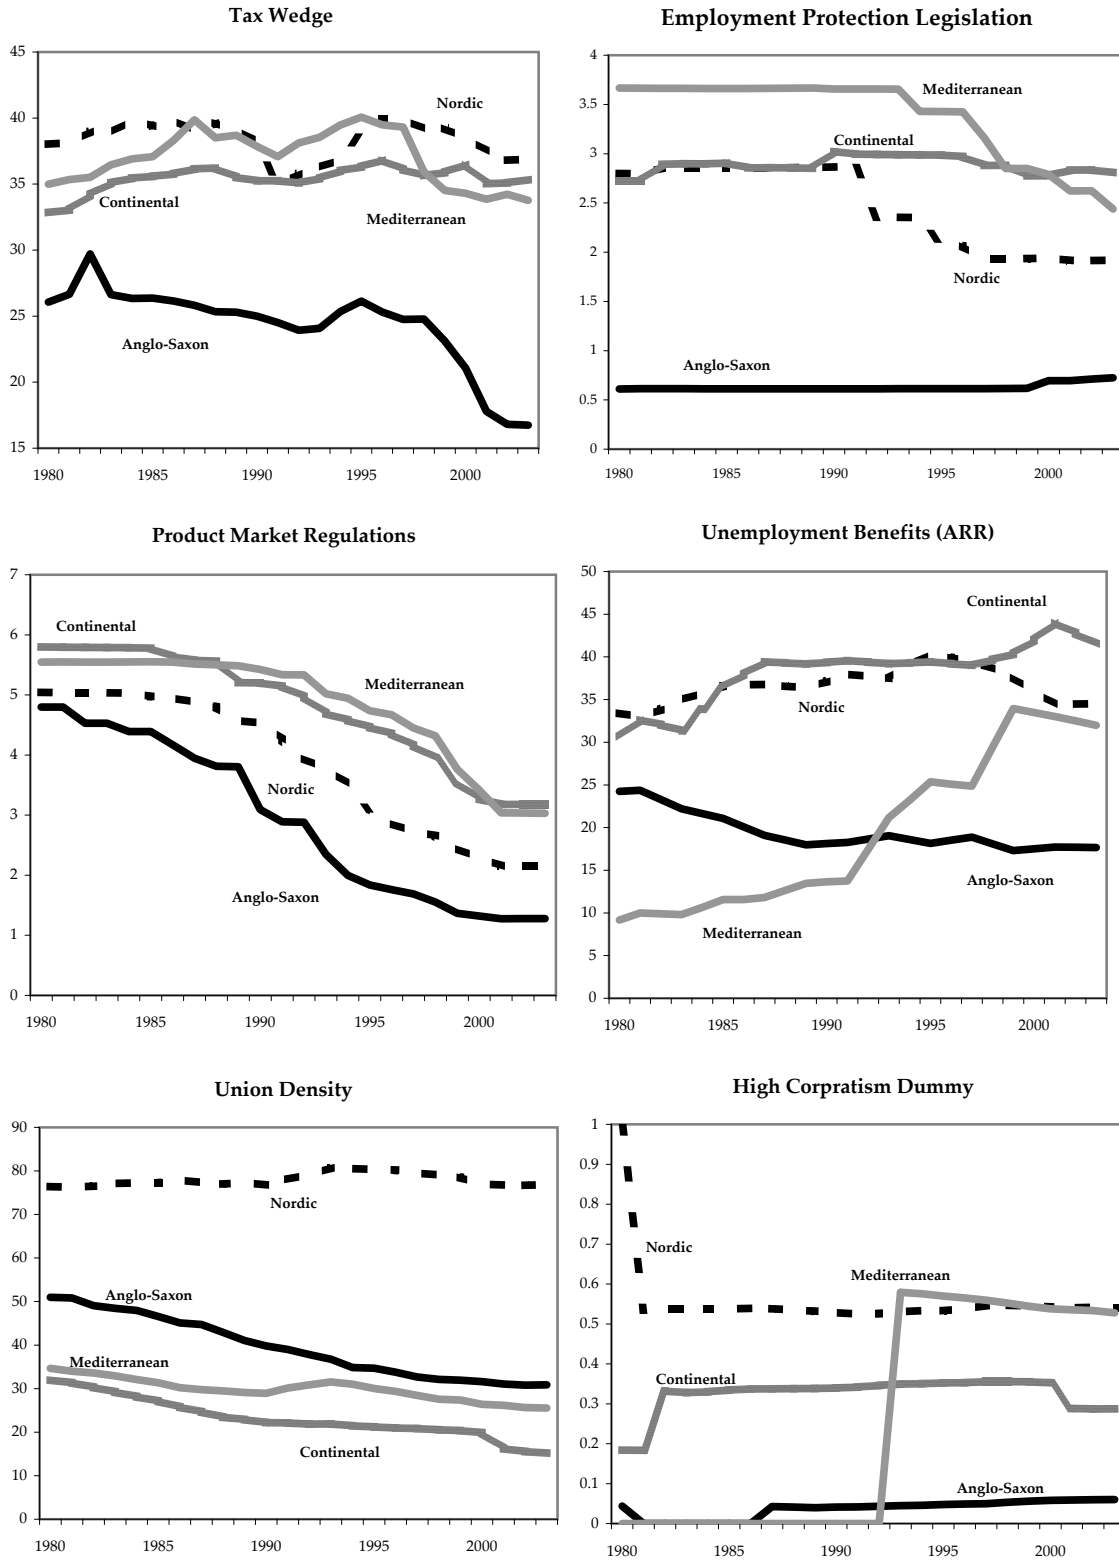 Tax Wedge
45
40
35
30
25
20
15
Nordic
Continental
Mediterranean
Anglo-Saxon
1980 1985 1990 1995 2000
Employment Protection Legislation
4
3.5
3
2.5
2
1.5
1
0.5
0
Mediterranean
Continental
Nordic
Anglo-Saxon
1980 1985 1990 1995 2000
Product Market Regulations
7
6
5
4
3
2
1
0
Continental
Mediterranean
Nordic
Anglo-Saxon
1980 1985 1990 1995 2000
Unemployment Benefits (ARR)
50
45
40
35
30
25
20
15
10
5
0
Continental
Nordic
Anglo-Saxon
Mediterranean
1980 1985 1990 1995 2000
Union Density
90
80
70
60
50
40
30
20
10
0
Nordic
Anglo-Saxon
Mediterranean
Continental
1980 1985 1990 1995 2000
High Corpratism Dummy
1
0.9
0.8
0.7
0.6
0.5
0.4
0.3
0.2
0.1
0
Nordic
Mediterranean
Continental
Anglo-Saxon
1980 1985 1990 1995 2000